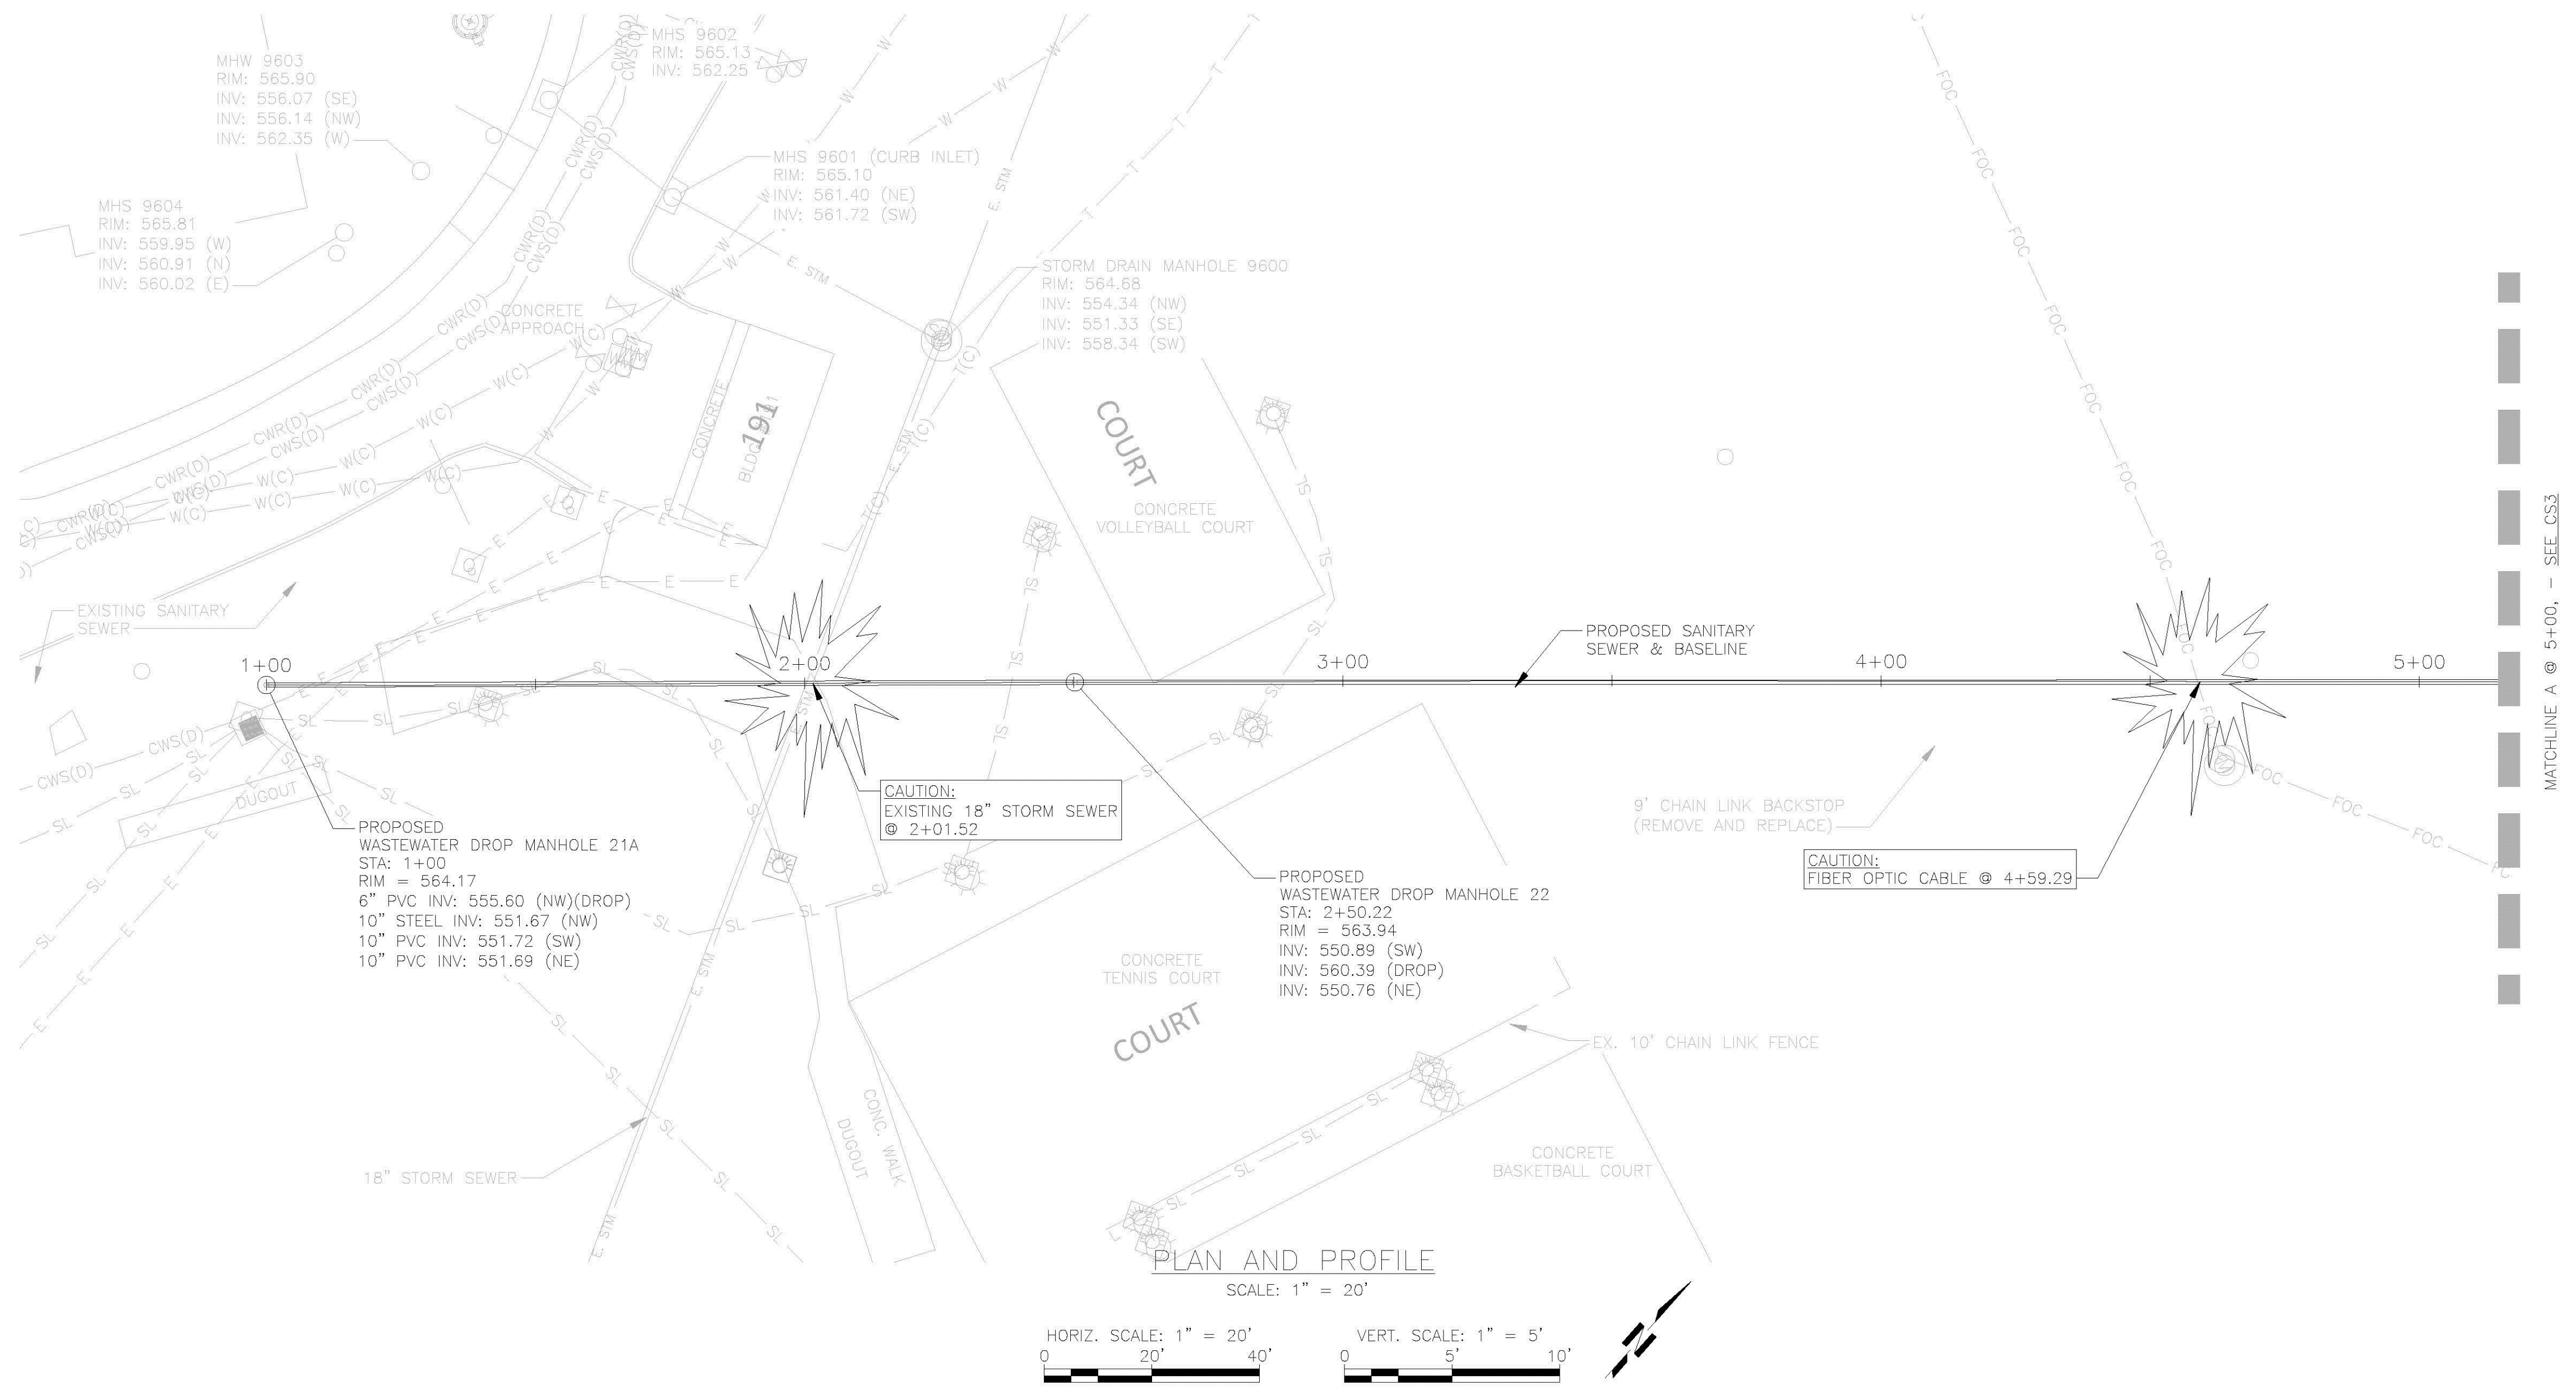 MHW 9603
RIM: 565.90
INV: 556.07 (SE)
INV: 556.14 (NW)
INV: 562.35 (W)
MHS 9602
RIM: 565.13
INV: 562.25
MHS 9601 (CURB INLET)
RIM: 565.10
INV: 561.40 (NE)
INV: 561.72 (SW)
MHS 9604
RIM: 565.81
INV: 559.95 (W)
INV: 560.91 (N)
INV: 560.02 (E)
STORM DRAIN MANHOLE 9600
RIM: 564.68
INV: 554.34 (NW)
INV: 551.33 (SE)
INV: 558.34 (SW)
CONCRETE
APPROACH
CWR(D)
CWS(D)
W(C)
W
T
T(C)
E. STM
FOC
SL
E
CONCRETE
191
COURT
CONCRETE
VOLLEYBALL COURT
EXISTING SANITARY
SEWER
1+00
2+00
3+00
4+00
5+00
PROPOSED SANITARY
SEWER & BASELINE
MATCHLINE A @ 5+00, - SEE CS3
DUGOUT
CAUTION:
EXISTING 18" STORM SEWER
@ 2+01.52
9' CHAIN LINK BACKSTOP
(REMOVE AND REPLACE)
CAUTION:
FIBER OPTIC CABLE @ 4+59.29
PROPOSED
WASTEWATER DROP MANHOLE 21A
STA: 1+00
RIM = 564.17
6" PVC INV: 555.60 (NW)(DROP)
10" STEEL INV: 551.67 (NW)
10" PVC INV: 551.72 (SW)
10" PVC INV: 551.69 (NE)
PROPOSED
WASTEWATER DROP MANHOLE 22
STA: 2+50.22
RIM = 563.94
INV: 550.89 (SW)
INV: 560.39 (DROP)
INV: 550.76 (NE)
CONCRETE
TENNIS COURT
COURT
EX. 10' CHAIN LINK FENCE
18" STORM SEWER
DUGOUT
CONC. WALK
CONCRETE
BASKETBALL COURT
PLAN AND PROFILE
SCALE: 1" = 20'
HORIZ. SCALE: 1" = 20'
0 20' 40'
VERT. SCALE: 1" = 5'
0 5' 10'
N